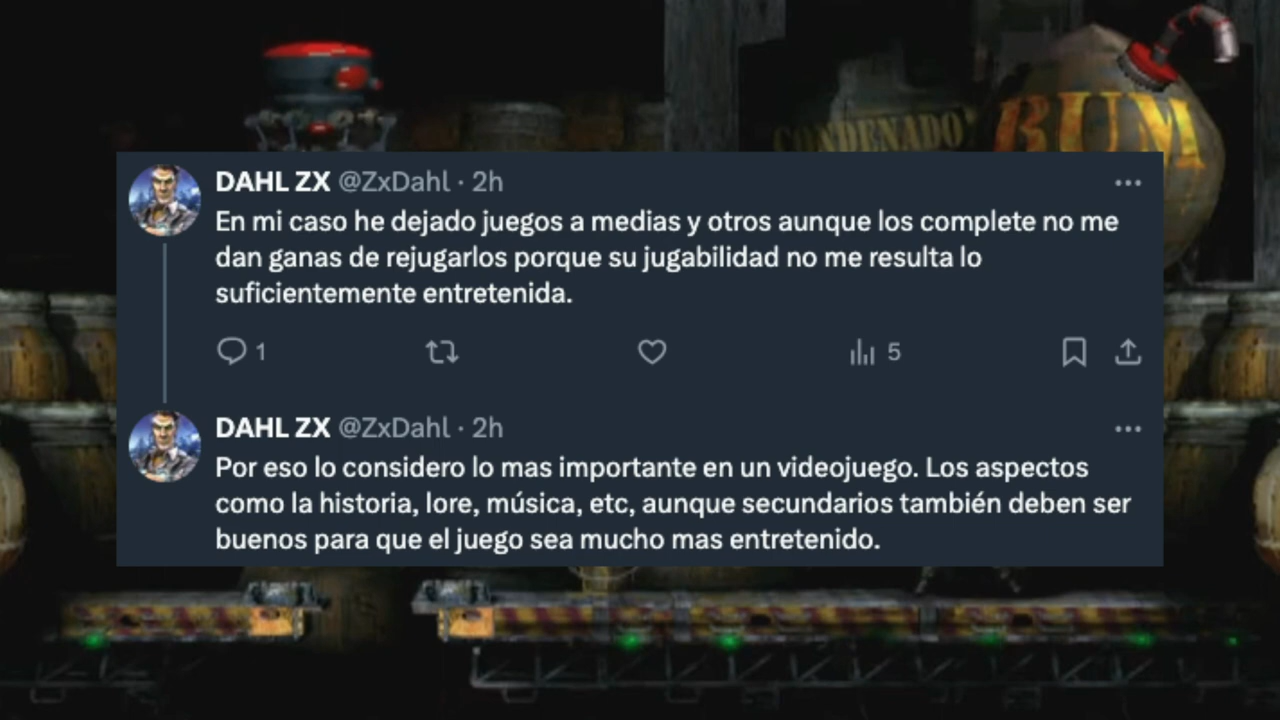 CONDENADO
BUM
DAHL ZX @ZxDahl · 2h
En mi caso he dejado juegos a medias y otros aunque los complete no me
dan ganas de rejugarlos porque su jugabilidad no me resulta lo
suficientemente entretenida.
1
5
DAHL ZX @ZxDahl · 2h
Por eso lo considero lo mas importante en un videojuego. Los aspectos
como la historia, lore, música, etc, aunque secundarios también deben ser
buenos para que el juego sea mucho mas entretenido.